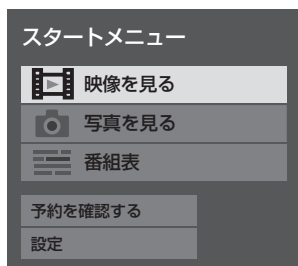 スタートメニュー
映像を見る
写真を見る
番組表
予約を確認する
設定